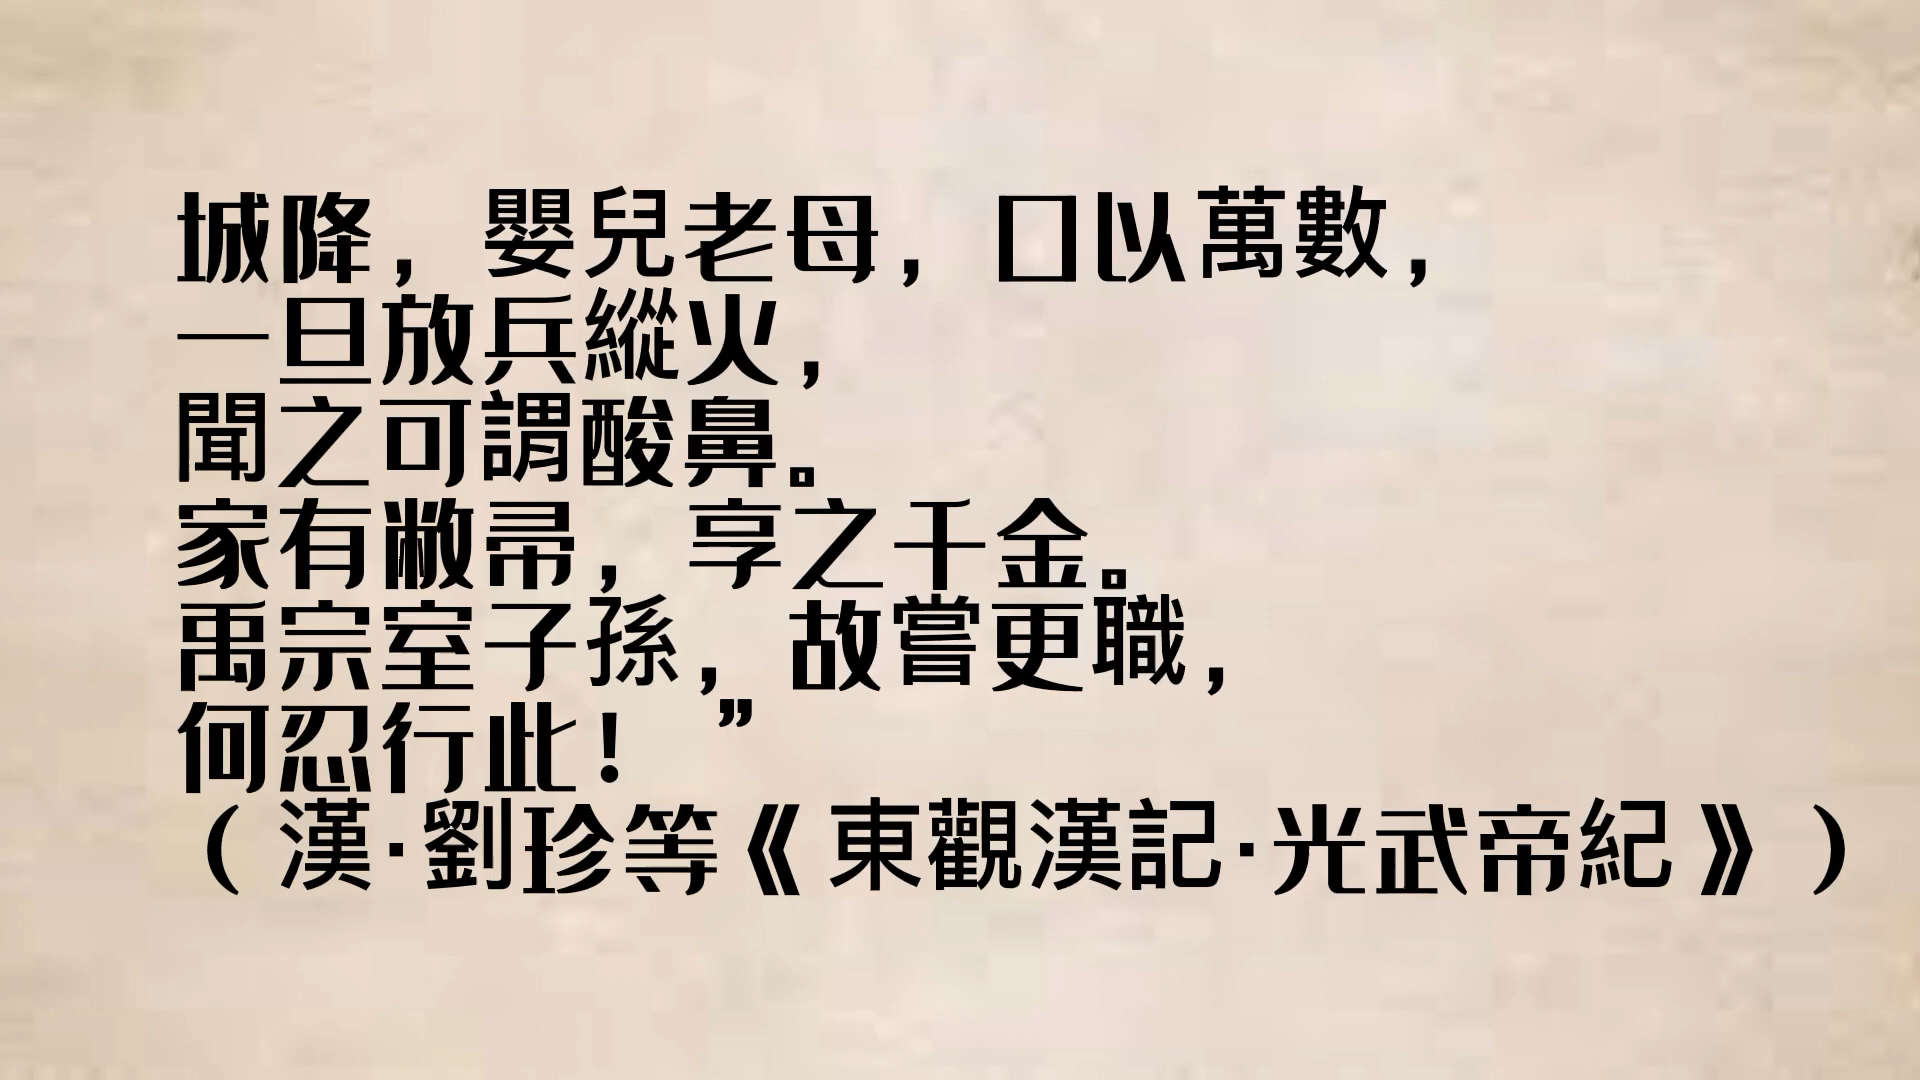 城降，嬰兒老母，口以萬數，
一旦放兵縱火，
聞之可謂酸鼻。
家有敝帚，享之千金。
禹宗室子孫，故嘗更職，
何忍行此！”
（漢·劉珍等《東觀漢記·光武帝紀》）